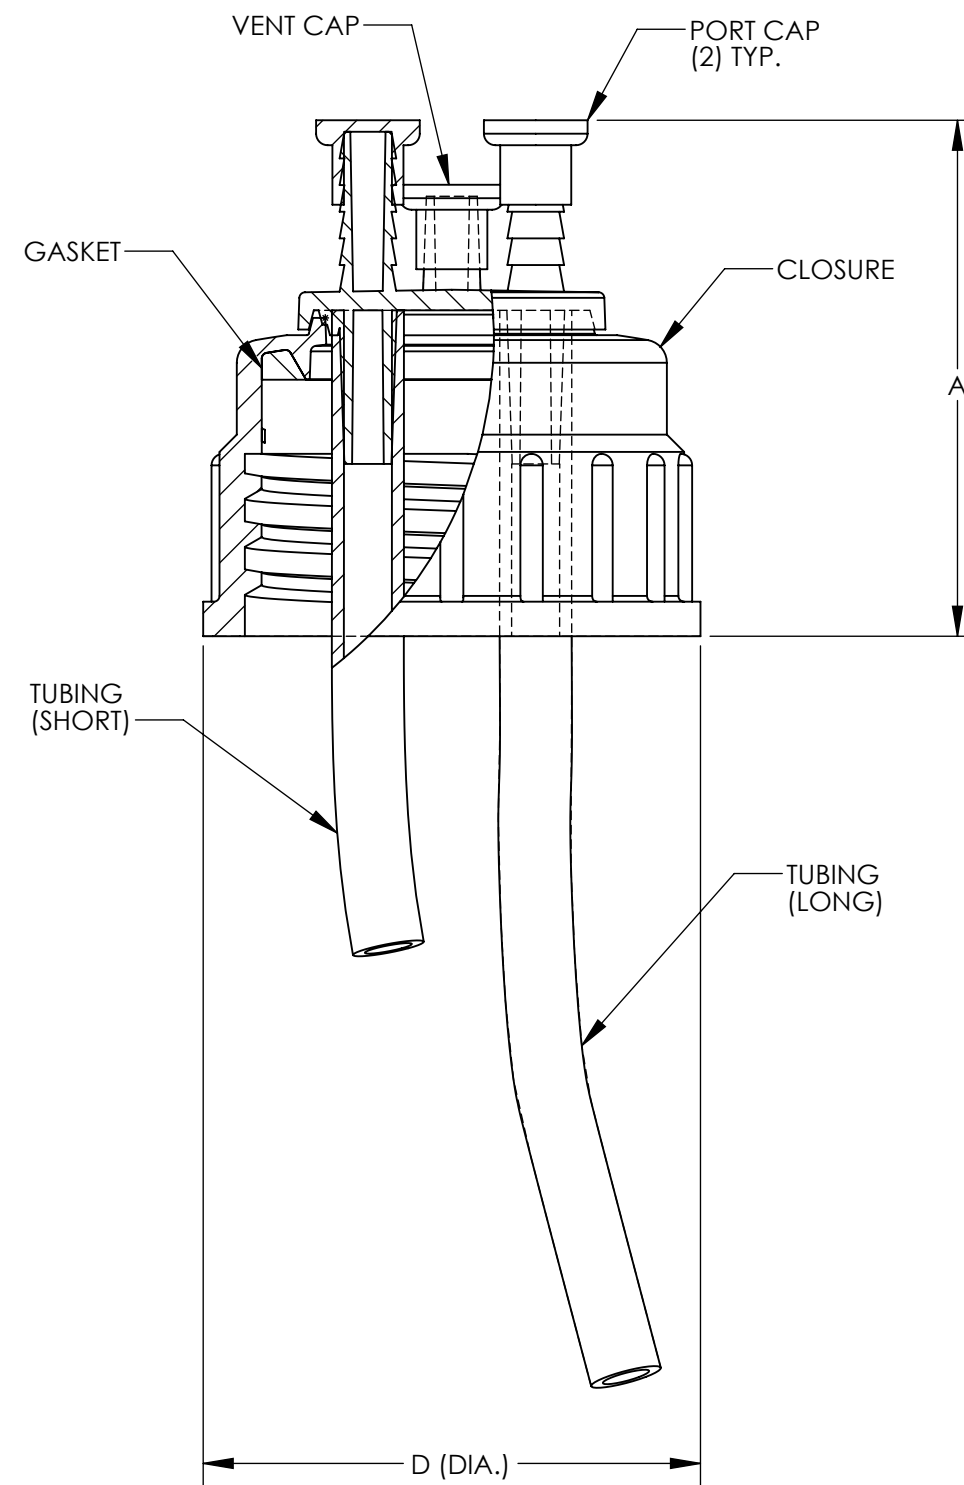 VENT CAP
PORT CAP
(2) TYP.
GASKET
CLOSURE
A
TUBING
(SHORT)
TUBING
(LONG)
D (DIA.)